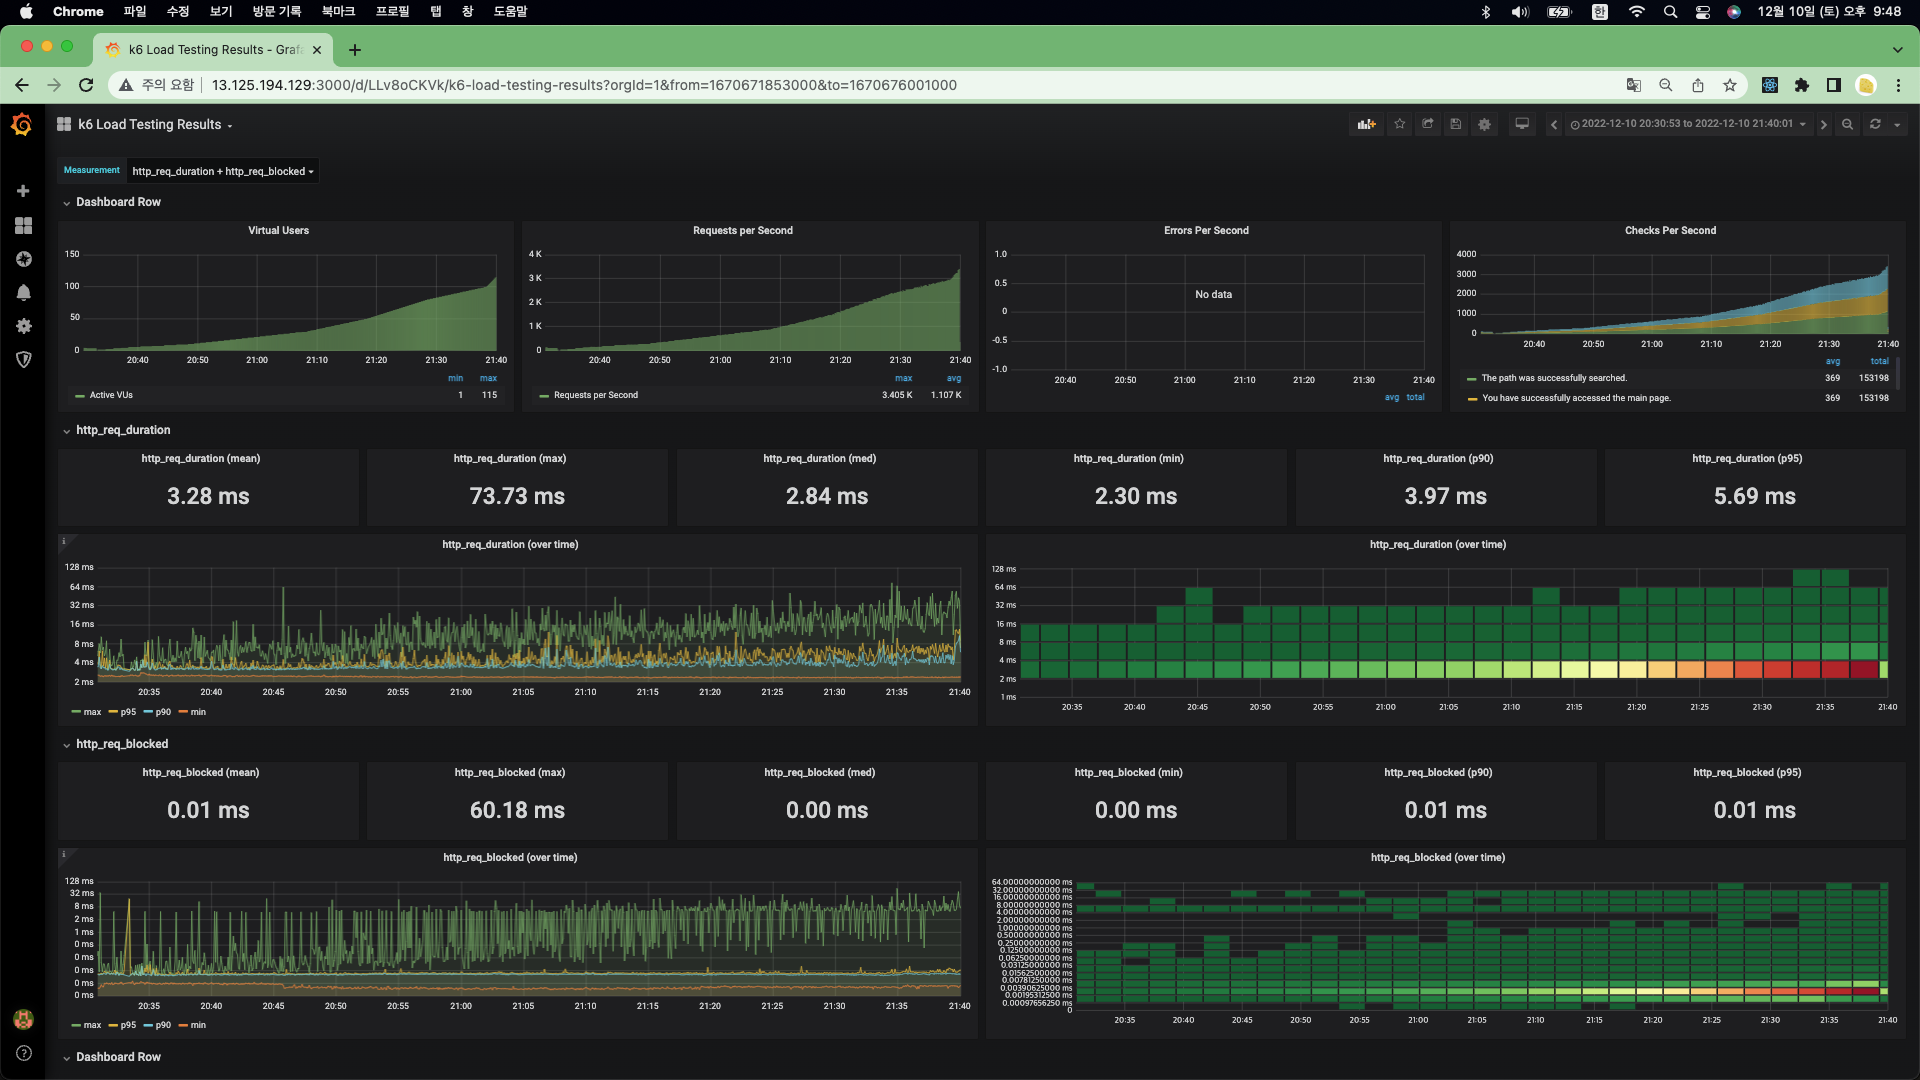 Chrome 파일 수정 보기 방문 기록 북마크 프로필 탭 창 도움말 한 12월 10일 (토) 오후 9:48
k6 Load Testing Results - Grafa
주의 요함 13.125.194.129:3000/d/LLv8oCKVk/k6-load-testing-results?orgId=1&from=1670671853000&to=1670676001000
k6 Load Testing Results
2022-12-10 20:30:53 to 2022-12-10 21:40:01
Measurement http_req_duration + http_req_blocked
Dashboard Row
Virtual Users
150
100
50
0
20:40 20:50 21:00 21:10 21:20 21:30 21:40
min max
Active VUs 1 115
Requests per Second
4 K
3 K
2 K
1 K
0
20:40 20:50 21:00 21:10 21:20 21:30 21:40
max avg
Requests per Second 3.405 K 1.107 K
Errors Per Second
1.0
0.5
0
-0.5
-1.0
No data
20:40 20:50 21:00 21:10 21:20 21:30 21:40
avg total
Checks Per Second
4000
3000
2000
1000
0
20:40 20:50 21:00 21:10 21:20 21:30 21:40
avg total
The path was successfully searched. 369 153198
You have successfully accessed the main page. 369 153198
http_req_duration
http_req_duration (mean)
3.28 ms
http_req_duration (max)
73.73 ms
http_req_duration (med)
2.84 ms
http_req_duration (min)
2.30 ms
http_req_duration (p90)
3.97 ms
http_req_duration (p95)
5.69 ms
http_req_duration (over time)
128 ms
64 ms
32 ms
16 ms
8 ms
4 ms
2 ms
20:35 20:40 20:45 20:50 20:55 21:00 21:05 21:10 21:15 21:20 21:25 21:30 21:35 21:40
max p95 p90 min
http_req_duration (over time)
128 ms
64 ms
32 ms
16 ms
8 ms
4 ms
2 ms
1 ms
20:35 20:40 20:45 20:50 20:55 21:00 21:05 21:10 21:15 21:20 21:25 21:30 21:35 21:40
http_req_blocked
http_req_blocked (mean)
0.01 ms
http_req_blocked (max)
60.18 ms
http_req_blocked (med)
0.00 ms
http_req_blocked (min)
0.00 ms
http_req_blocked (p90)
0.01 ms
http_req_blocked (p95)
0.01 ms
http_req_blocked (over time)
128 ms
32 ms
8 ms
2 ms
1 ms
0 ms
0 ms
0 ms
0 ms
0 ms
20:35 20:40 20:45 20:50 20:55 21:00 21:05 21:10 21:15 21:20 21:25 21:30 21:35 21:40
max p95 p90 min
http_req_blocked (over time)
64.00000000000 ms
32.00000000000 ms
16.00000000000 ms
8.00000000000 ms
4.00000000000 ms
2.00000000000 ms
1.00000000000 ms
0.50000000000 ms
0.25000000000 ms
0.12500000000 ms
0.06250000000 ms
0.03125000000 ms
0.01562500000 ms
0.00781250000 ms
0.00390625000 ms
0.00195312500 ms
0.00097656250 ms
0
20:35 20:40 20:45 20:50 20:55 21:00 21:05 21:10 21:15 21:20 21:25 21:30 21:35 21:40
Dashboard Row